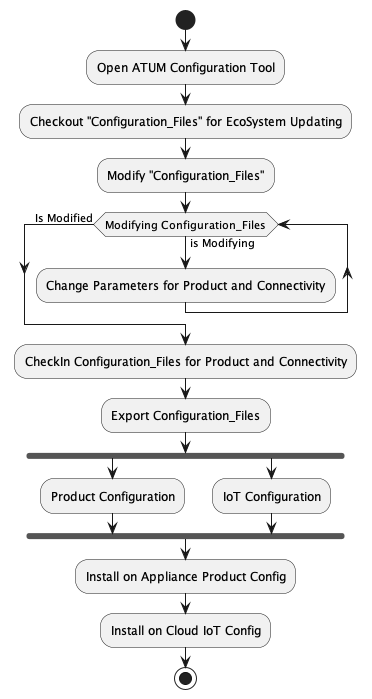 Open ATUM Configuration Tool
Checkout "Configuration_Files" for EcoSystem Updating
Modify "Configuration_Files"
Is Modified
Modifying Configuration_Files
is Modifying
Change Parameters for Product and Connectivity
CheckIn Configuration_Files for Product and Connectivity
Export Configuration_Files
Product Configuration
IoT Configuration
Install on Appliance Product Config
Install on Cloud IoT Config